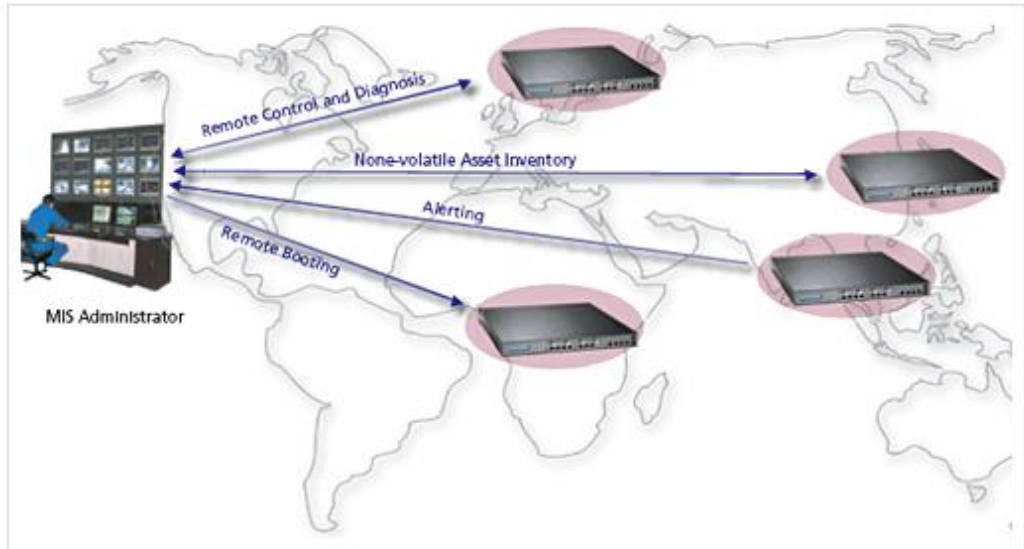 Remote Control and Diagnosis
None-volatile Asset Inventory
Alerting
Remote Booting
MIS Administrator